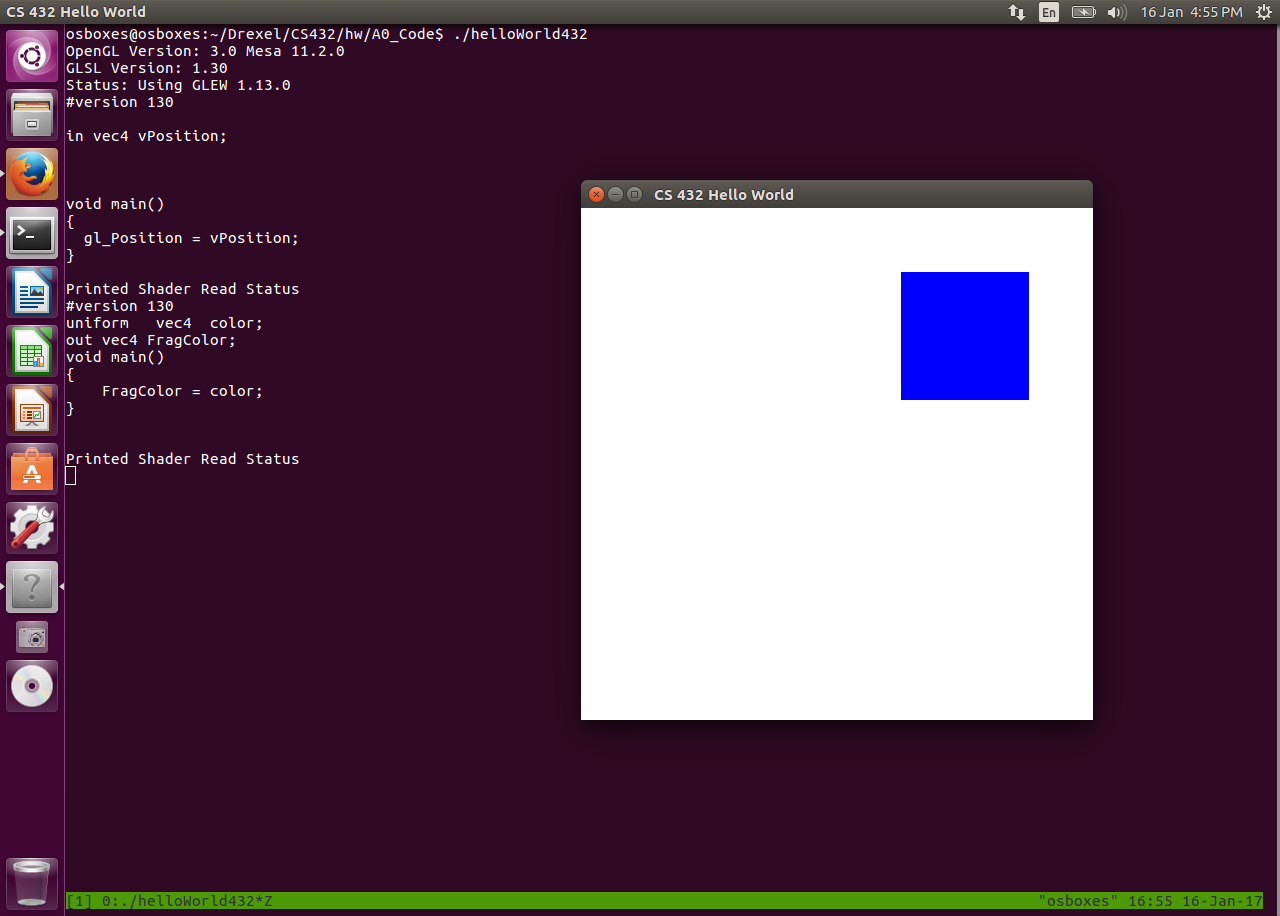 CS 432 Hello World
En
16 Jan 4:55 PM
osboxes@osboxes:~/Drexel/CS432/hw/A0_Code$ ./helloWorld432
OpenGL Version: 3.0 Mesa 11.2.0
GLSL Version: 1.30
Status: Using GLEW 1.13.0
#version 130
in vec4 vPosition;
void main()
{
  gl_Position = vPosition;
}
Printed Shader Read Status
#version 130
uniform   vec4  color;
out vec4 FragColor;
void main()
{
    FragColor = color;
}
Printed Shader Read Status
CS 432 Hello World
[1] 0:./helloWorld432*Z
"osboxes" 16:55 16-Jan-17